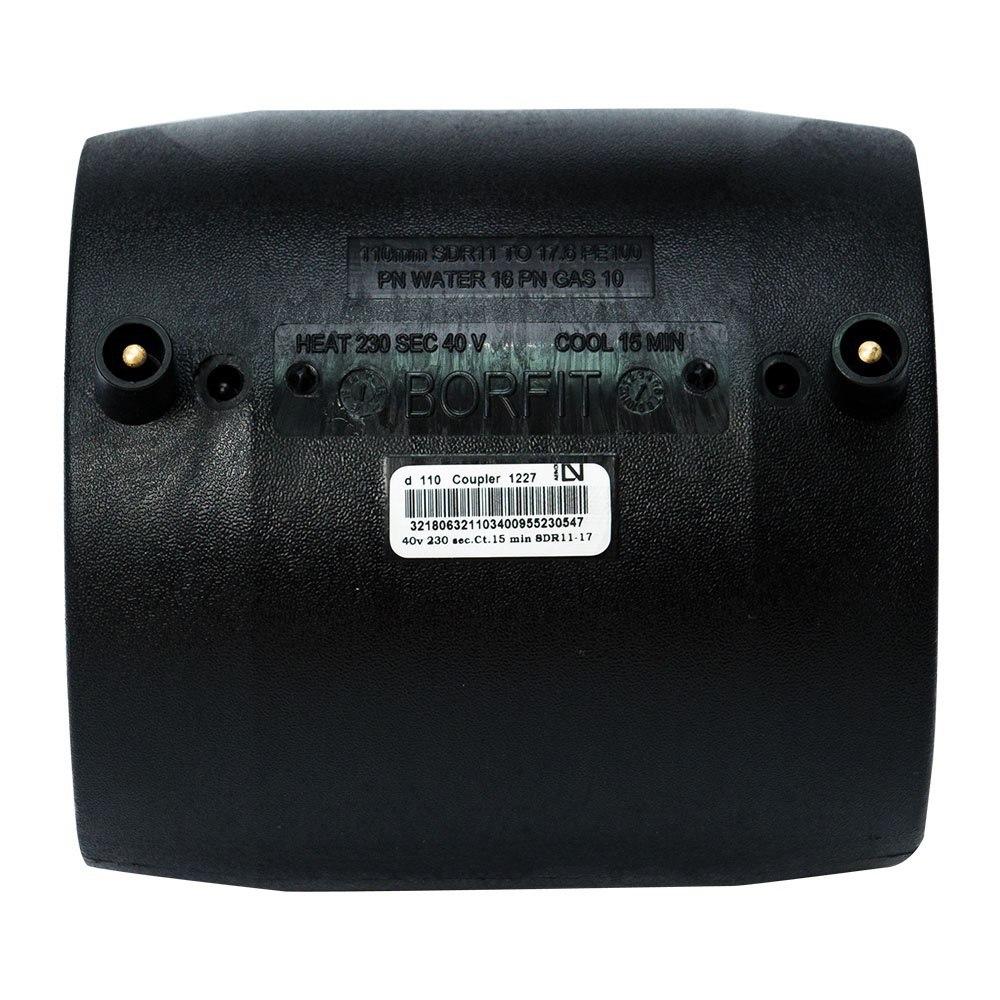 110mm SDR11 TO 17.6 PE100
PN WATER 16 PN GAS 10
HEAT 230 SEC 40 V COOL 15 MIN
BORFIT
d 110 Coupler 1227
321806321103400955230547
40v 230 sec.Ct.15 min SDR11-17